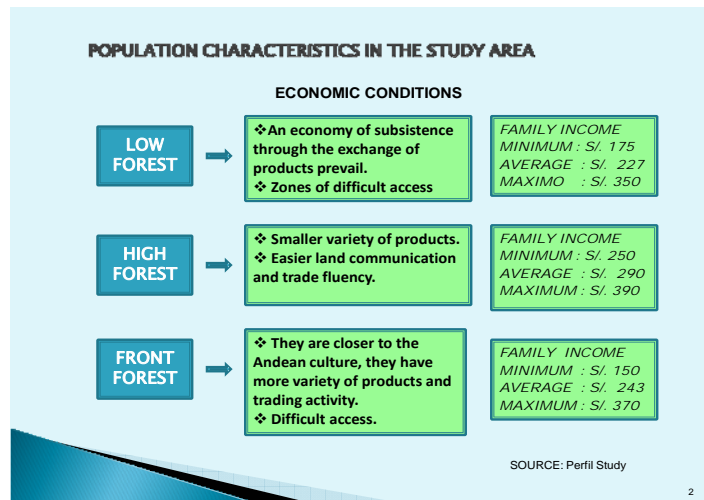 POPULATION CHARACTERISTICS IN THE STUDY AREA
ECONOMIC CONDITIONS
LOW
FOREST
❖An economy of subsistence
through the exchange of
products prevail.
❖ Zones of difficult access
FAMILY INCOME
MINIMUM : S/. 175
AVERAGE : S/. 227
MAXIMO : S/. 350
HIGH
FOREST
❖ Smaller variety of products.
❖ Easier land communication
and trade fluency.
FAMILY INCOME
MINIMUM : S/. 250
AVERAGE : S/. 290
MAXIMUM : S/. 390
FRONT
FOREST
❖ They are closer to the
Andean culture, they have
more variety of products and
trading activity.
❖ Difficult access.
FAMILY INCOME
MINIMUM : S/. 150
AVERAGE : S/. 243
MAXIMUM : S/. 370
SOURCE: Perfil Study
2